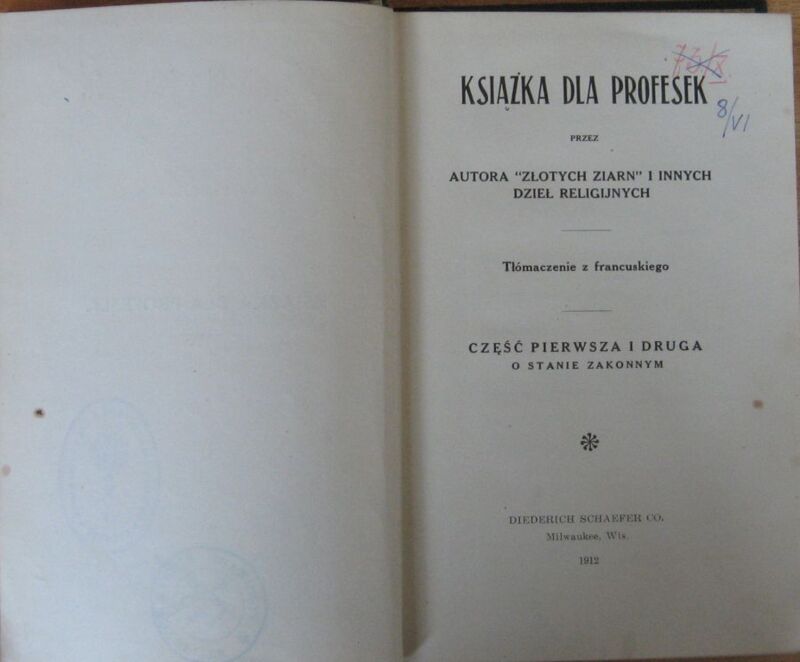 KSIĄŻKA DLA PROFESEK
8/VI
PRZEZ
AUTORA "ZŁOTYCH ZIARN" I INNYCH
DZIEŁ RELIGIJNYCH
Tłómaczenie z francuskiego
CZĘŚĆ PIERWSZA I DRUGA
O STANIE ZAKONNYM
DIEDERICH SCHAEFER CO.
Milwaukee, Wis.
1912